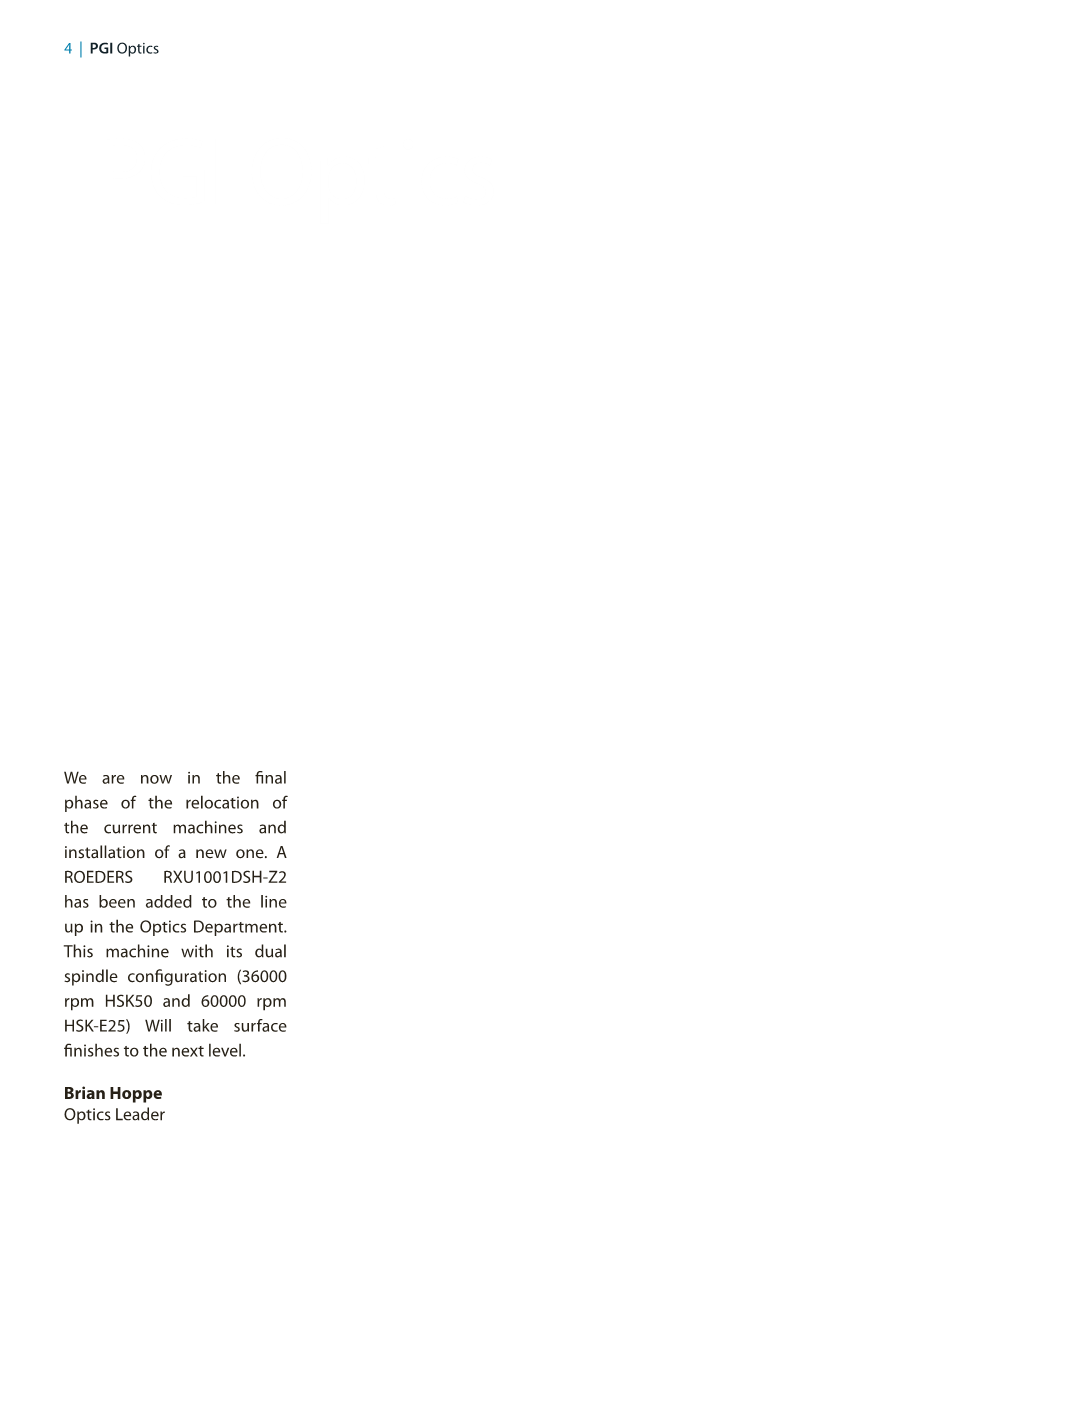 4 | PGI Optics
We are now in the final
phase of the relocation of
the current machines and
installation of a new one. A
ROEDERS RXU1001DSH-Z2
has been added to the line
up in the Optics Department.
This machine with its dual
spindle configuration (36000
rpm HSK50 and 60000 rpm
HSK-E25) Will take surface
finishes to the next level.
Brian Hoppe
Optics Leader